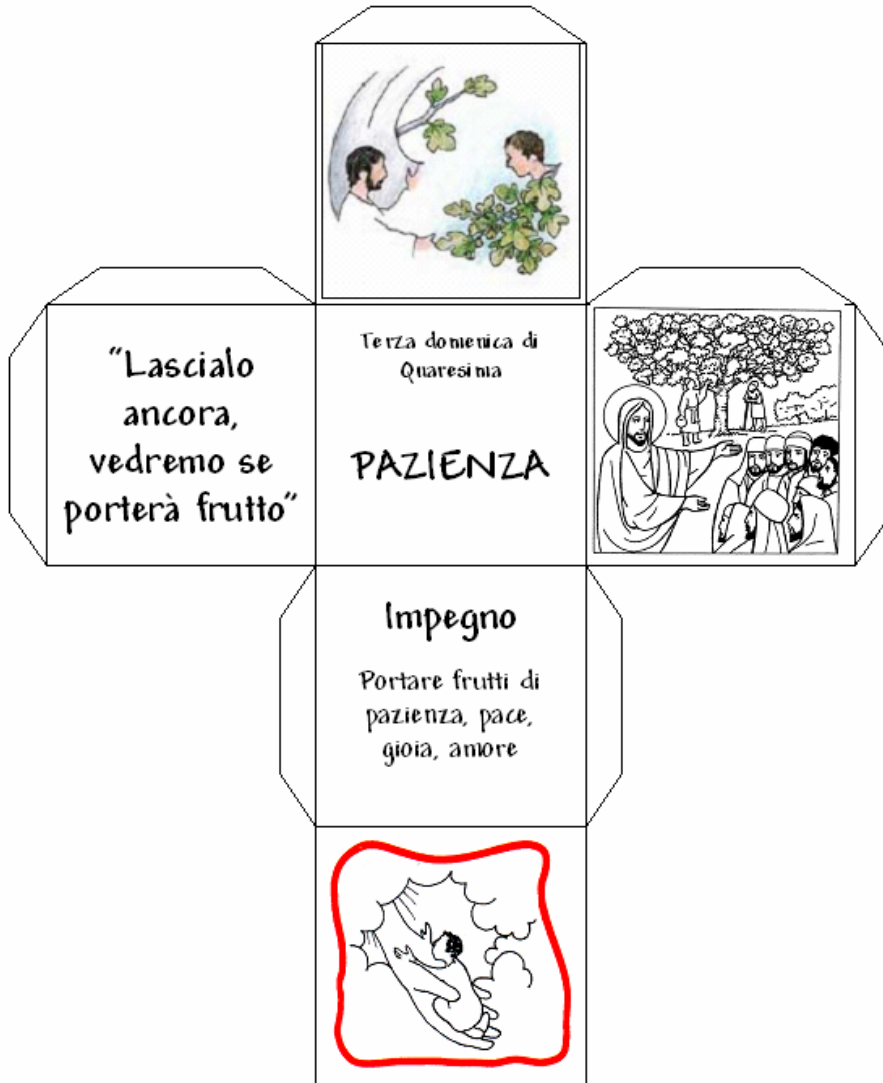 "Lascialo
ancora,
vedremo se
porterà frutto"
Terza domenica di
Quaresima
PAZIENZA
Impegno
Portare frutti di
pazienza, pace,
gioia, amore